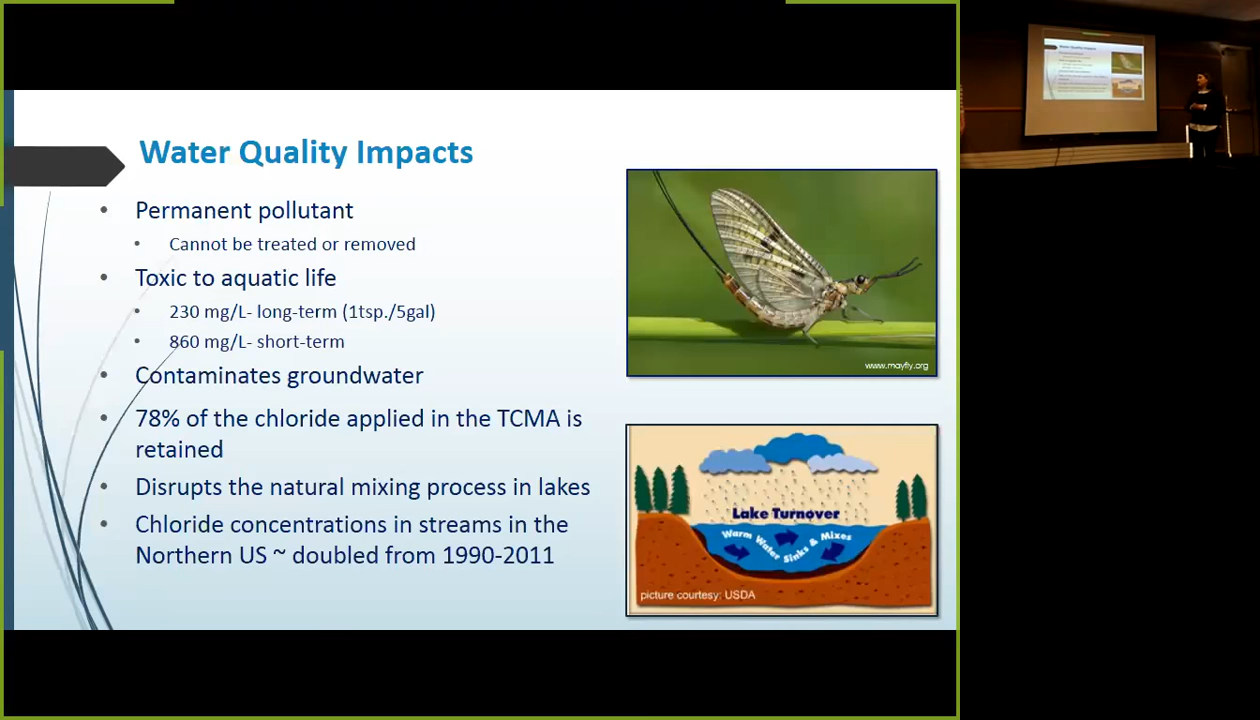 Water Quality Impacts
• Permanent pollutant
• Cannot be treated or removed
• Toxic to aquatic life
• 230 mg/L- long-term (1tsp./5gal)
• 860 mg/L- short-term
• Contaminates groundwater
• 78% of the chloride applied in the TCMA is
retained
• Disrupts the natural mixing process in lakes
• Chloride concentrations in streams in the
Northern US ~ doubled from 1990-2011
www.mayfly.org
Lake Turnover
Warm Water Sinks & Mixes
picture courtesy: USDA
Water Quality Impacts